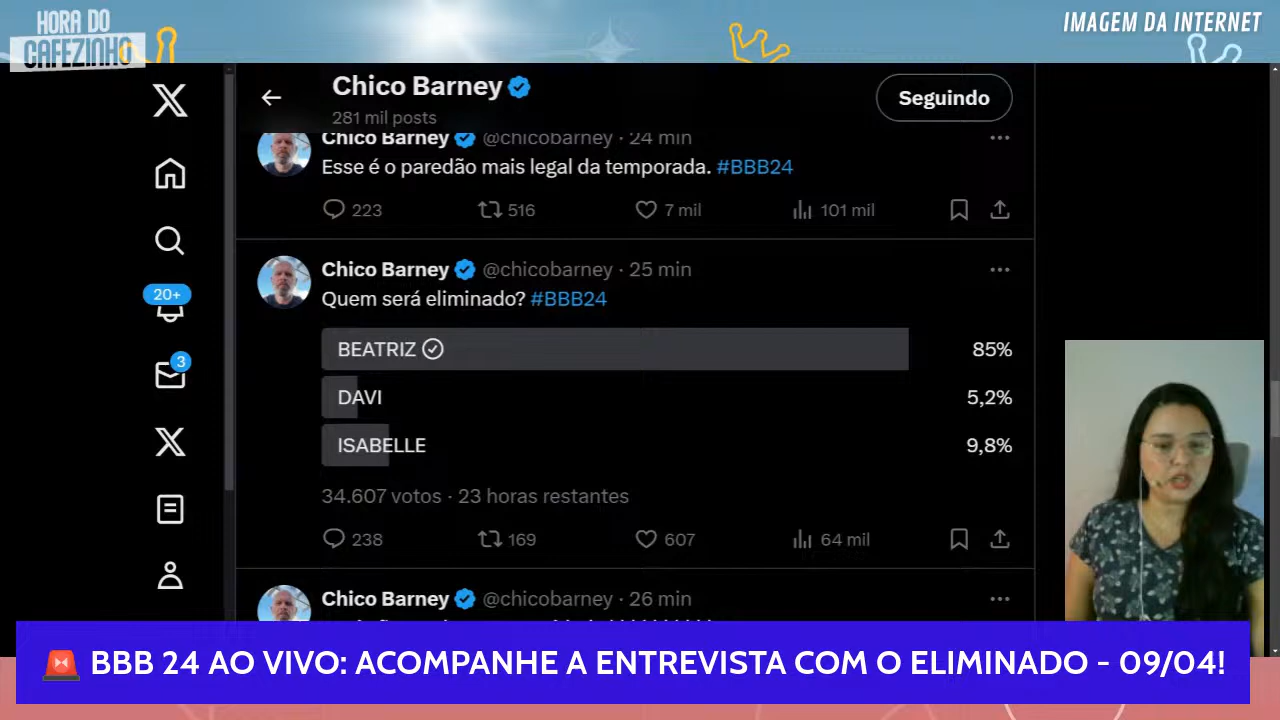 HORA DO
CAFEZINHO
IMAGEM DA INTERNET
Chico Barney
281 mil posts
Seguindo
Chico Barney @chicobarney · 24 min
Esse é o paredão mais legal da temporada. #BBB24
223 516 7 mil 101 mil
Chico Barney @chicobarney · 25 min
Quem será eliminado? #BBB24
20+
BEATRIZ 85%
3
DAVI 5,2%
ISABELLE 9,8%
34.607 votos · 23 horas restantes
238 169 607 64 mil
Chico Barney @chicobarney · 26 min
🚨 BBB 24 AO VIVO: ACOMPANHE A ENTREVISTA COM O ELIMINADO - 09/04!